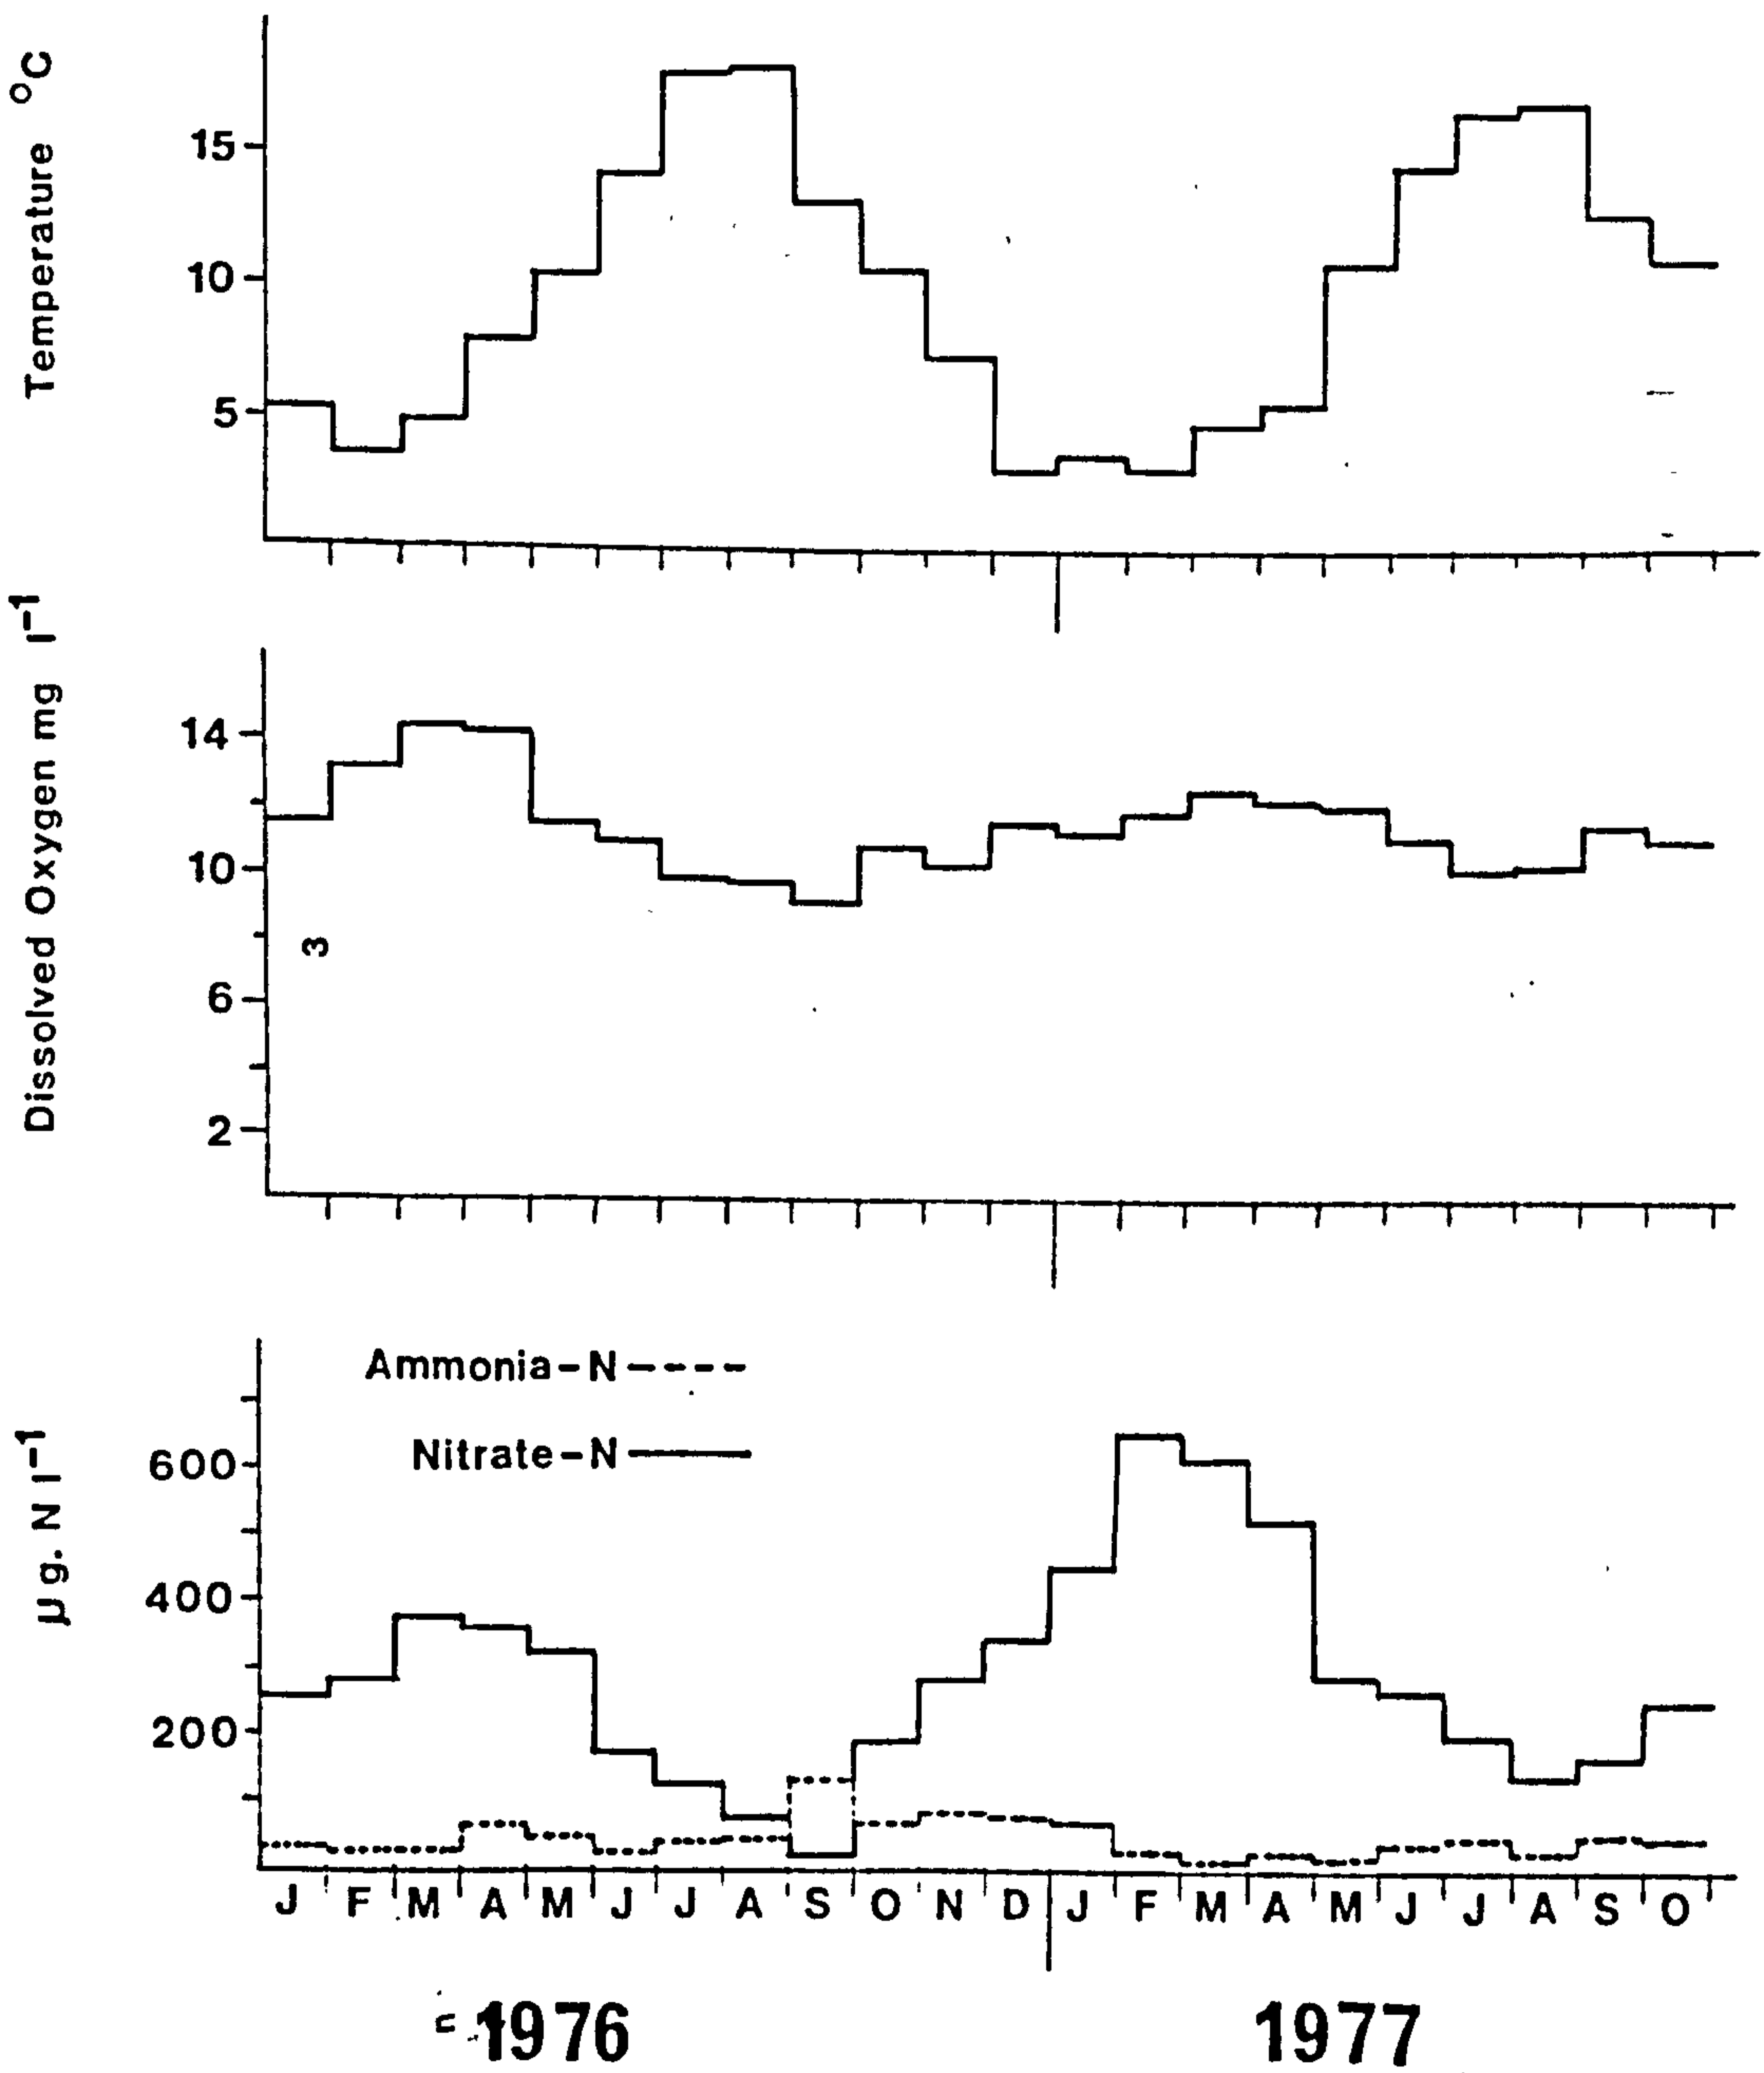 Temperature °C
15
10
5
Dissolved Oxygen mg l⁻¹
14
10
6
2
3
µg. N l⁻¹
Ammonia-N
Nitrate-N
600
400
200
J F M A M J J A S O N D J F M A M J J A S O
1976 1977